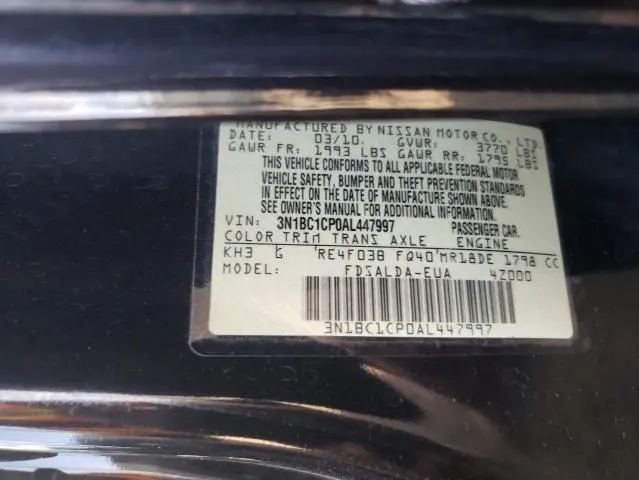 MANUFACTURED BY NISSAN MOTOR CO., LTD.
DATE: 03/10 GVWR: 3770 LBS
GAWR FR: 1993 LBS GAWR RR: 1795 LBS
THIS VEHICLE CONFORMS TO ALL APPLICABLE FEDERAL MOTOR
VEHICLE SAFETY, BUMPER AND THEFT PREVENTION STANDARDS
IN EFFECT ON THE DATE OF MANUFACTURE SHOWN ABOVE.
SEE OWNER'S MANUAL FOR ADDITIONAL INFORMATION.
VIN: 3N1BC1CP0AL447997 PASSENGER CAR.
COLOR TRIM TRANS AXLE ENGINE
KH3 G RE4F03B FQ40 MR18DE 1798 CC
FDSALDA-EUA 4Z000
3N1BC1CP0AL447997